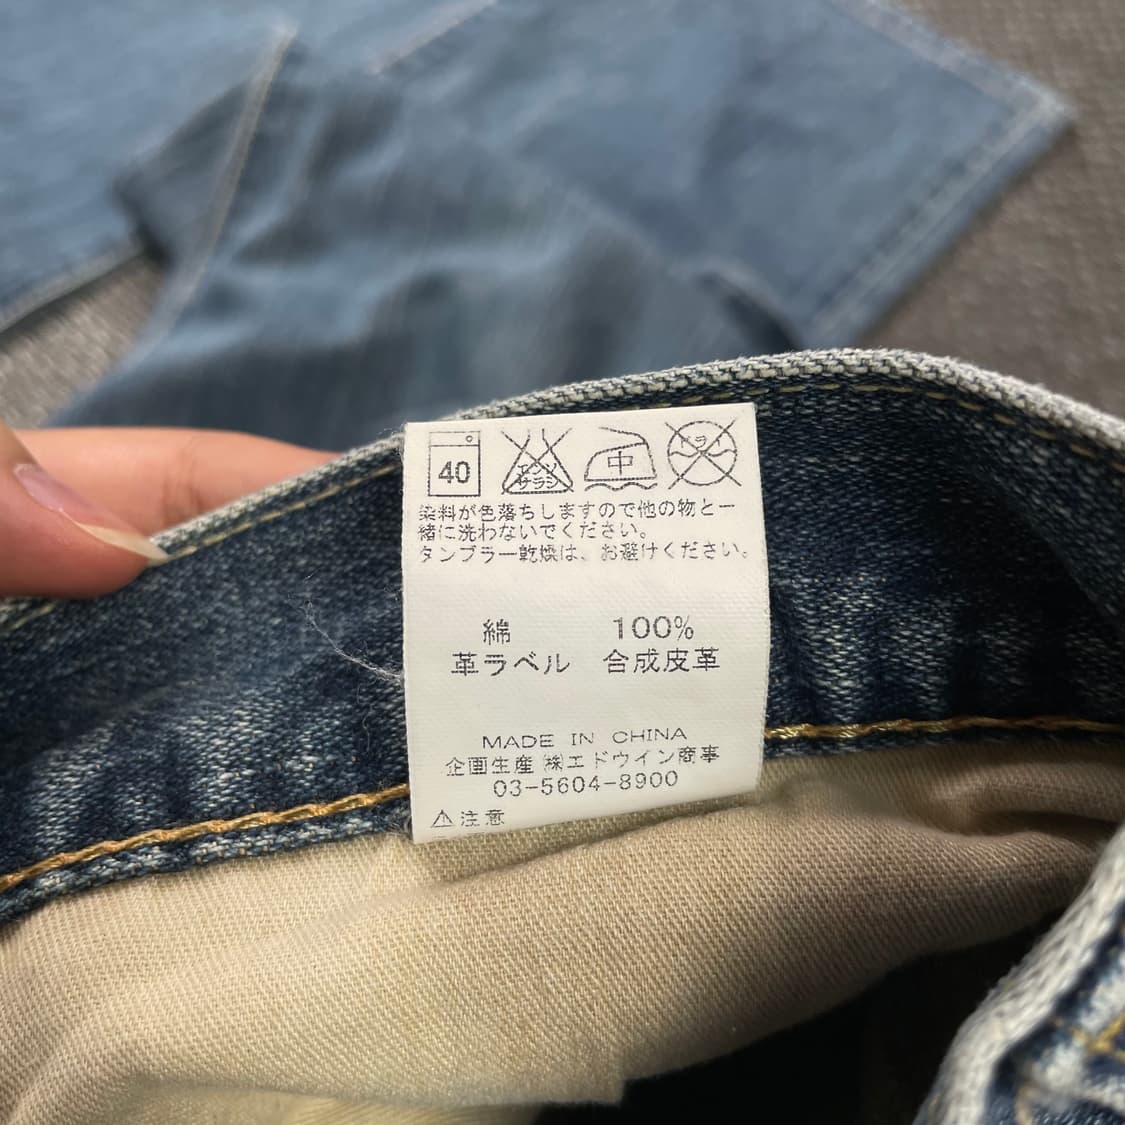 40
エンソ
サラシ
中
ドライ
染料が色落ちしますので他の物と一
緒に洗わないでください。
タンブラー乾燥は、お避けください。
綿 100%
革ラベル 合成皮革
MADE IN CHINA
企画生産 ㈱エドウイン商事
03-5604-8900
⚠注意